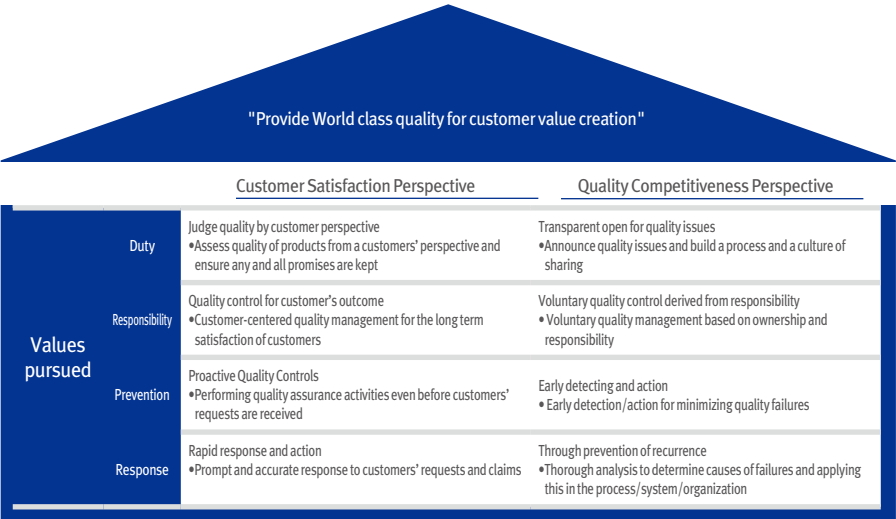 "Provide World class quality for customer value creation"
Customer Satisfaction Perspective
Quality Competitiveness Perspective
Values
pursued
Duty
Judge quality by customer perspective
•Assess quality of products from a customers' perspective and
ensure any and all promises are kept
Transparent open for quality issues
•Announce quality issues and build a process and a culture of
sharing
Responsibility
Quality control for customer's outcome
•Customer-centered quality management for the long term
satisfaction of customers
Voluntary quality control derived from responsibility
• Voluntary quality management based on ownership and
responsibility
Prevention
Proactive Quality Controls
•Performing quality assurance activities even before customers'
requests are received
Early detecting and action
• Early detection/action for minimizing quality failures
Response
Rapid response and action
•Prompt and accurate response to customers' requests and claims
Through prevention of recurrence
•Thorough analysis to determine causes of failures and applying
this in the process/system/organization